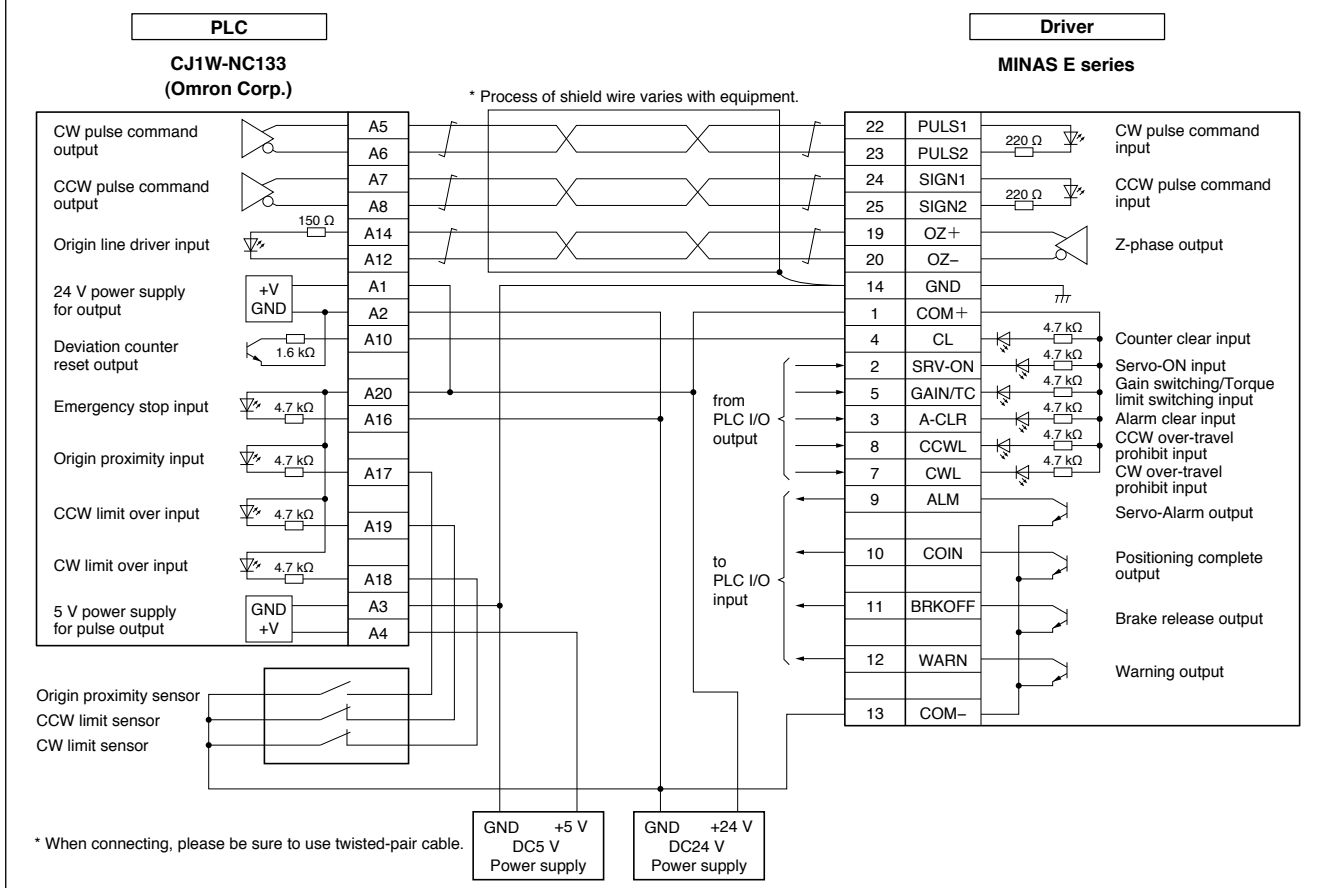 PLC
Driver
CJ1W-NC133
(Omron Corp.)
MINAS E series
* Process of shield wire varies with equipment.
CW pulse command
output
CCW pulse command
output
150 Ω
Origin line driver input
24 V power supply
for output
+V
GND
Deviation counter
reset output
1.6 kΩ
Emergency stop input
4.7 kΩ
Origin proximity input
4.7 kΩ
CCW limit over input
4.7 kΩ
CW limit over input
4.7 kΩ
5 V power supply
for pulse output
GND
+V
A5
A6
A7
A8
A14
A12
A1
A2
A10
A20
A16
A17
A19
A18
A3
A4
from
PLC I/O
output
to
PLC I/O
input
22 PULS1
23 PULS2
24 SIGN1
25 SIGN2
19 OZ+
20 OZ−
14 GND
1 COM+
4 CL
2 SRV-ON
5 GAIN/TC
3 A-CLR
8 CCWL
7 CWL
9 ALM
10 COIN
11 BRKOFF
12 WARN
13 COM−
220 Ω
CW pulse command
input
220 Ω
CCW pulse command
input
Z-phase output
4.7 kΩ
Counter clear input
4.7 kΩ
Servo-ON input
4.7 kΩ
Gain switching/Torque
limit switching input
4.7 kΩ
Alarm clear input
4.7 kΩ
CCW over-travel
prohibit input
4.7 kΩ
CW over-travel
prohibit input
Servo-Alarm output
Positioning complete
output
Brake release output
Warning output
Origin proximity sensor
CCW limit sensor
CW limit sensor
* When connecting, please be sure to use twisted-pair cable.
GND +5 V
DC5 V
Power supply
GND +24 V
DC24 V
Power supply